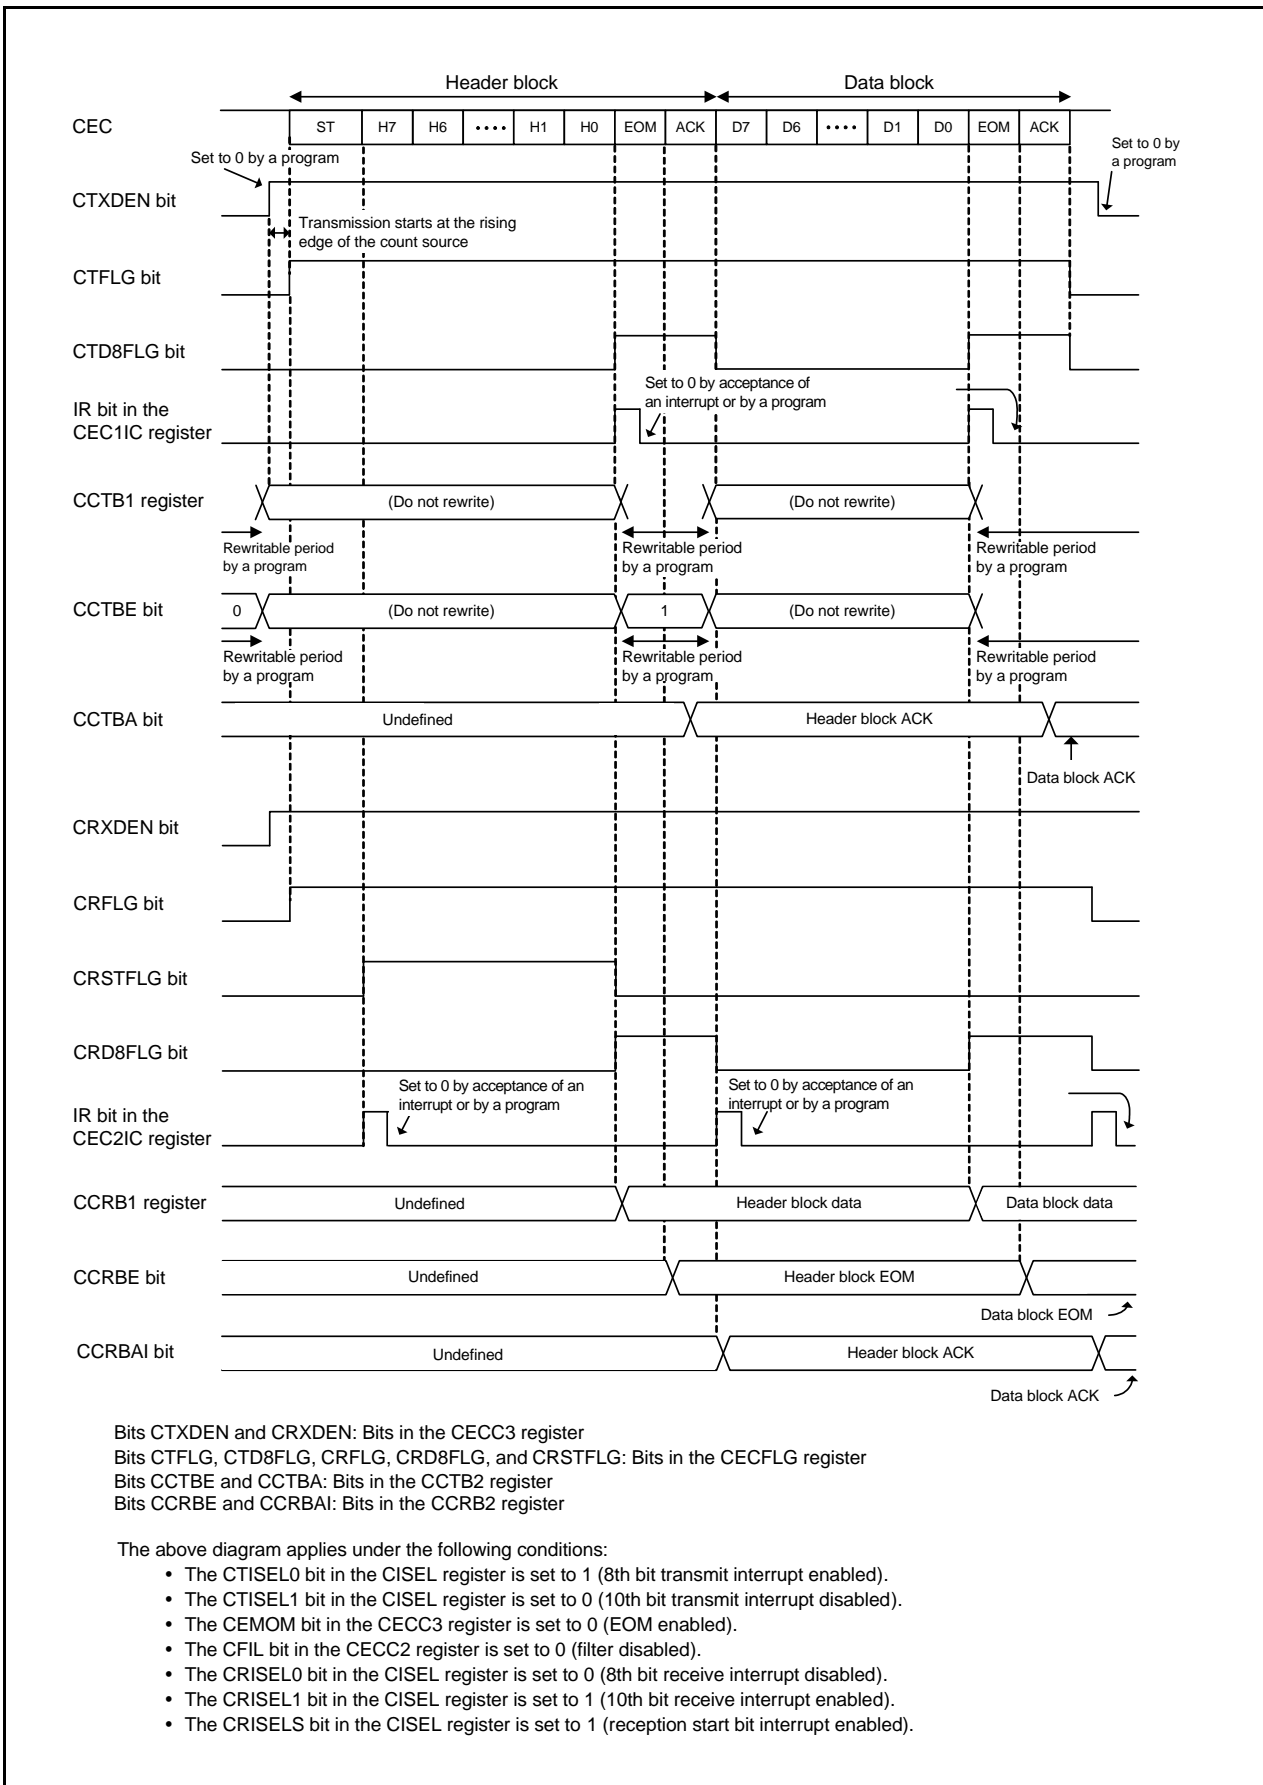 Header block Data block
CEC ST H7 H6 •••• H1 H0 EOM ACK D7 D6 •••• D1 D0 EOM ACK
Set to 0 by a program
Set to 0 by
a program
CTXDEN bit
Transmission starts at the rising
edge of the count source
CTFLG bit
CTD8FLG bit
Set to 0 by acceptance of
an interrupt or by a program
IR bit in the
CEC1IC register
CCTB1 register (Do not rewrite) (Do not rewrite)
Rewritable period
by a program
Rewritable period
by a program
Rewritable period
by a program
CCTBE bit 0 (Do not rewrite) 1 (Do not rewrite)
Rewritable period
by a program
Rewritable period
by a program
Rewritable period
by a program
CCTBA bit Undefined Header block ACK
Data block ACK
CRXDEN bit
CRFLG bit
CRSTFLG bit
CRD8FLG bit
Set to 0 by acceptance of an
interrupt or by a program
Set to 0 by acceptance of an
interrupt or by a program
IR bit in the
CEC2IC register
CCRB1 register Undefined Header block data Data block data
CCRBE bit Undefined Header block EOM
Data block EOM
CCRBAI bit Undefined Header block ACK
Data block ACK
Bits CTXDEN and CRXDEN: Bits in the CECC3 register
Bits CTFLG, CTD8FLG, CRFLG, CRD8FLG, and CRSTFLG: Bits in the CECFLG register
Bits CCTBE and CCTBA: Bits in the CCTB2 register
Bits CCRBE and CCRBAI: Bits in the CCRB2 register
The above diagram applies under the following conditions:
• The CTISEL0 bit in the CISEL register is set to 1 (8th bit transmit interrupt enabled).
• The CTISEL1 bit in the CISEL register is set to 0 (10th bit transmit interrupt disabled).
• The CEMOM bit in the CECC3 register is set to 0 (EOM enabled).
• The CFIL bit in the CECC2 register is set to 0 (filter disabled).
• The CRISEL0 bit in the CISEL register is set to 0 (8th bit receive interrupt disabled).
• The CRISEL1 bit in the CISEL register is set to 1 (10th bit receive interrupt enabled).
• The CRISELS bit in the CISEL register is set to 1 (reception start bit interrupt enabled).